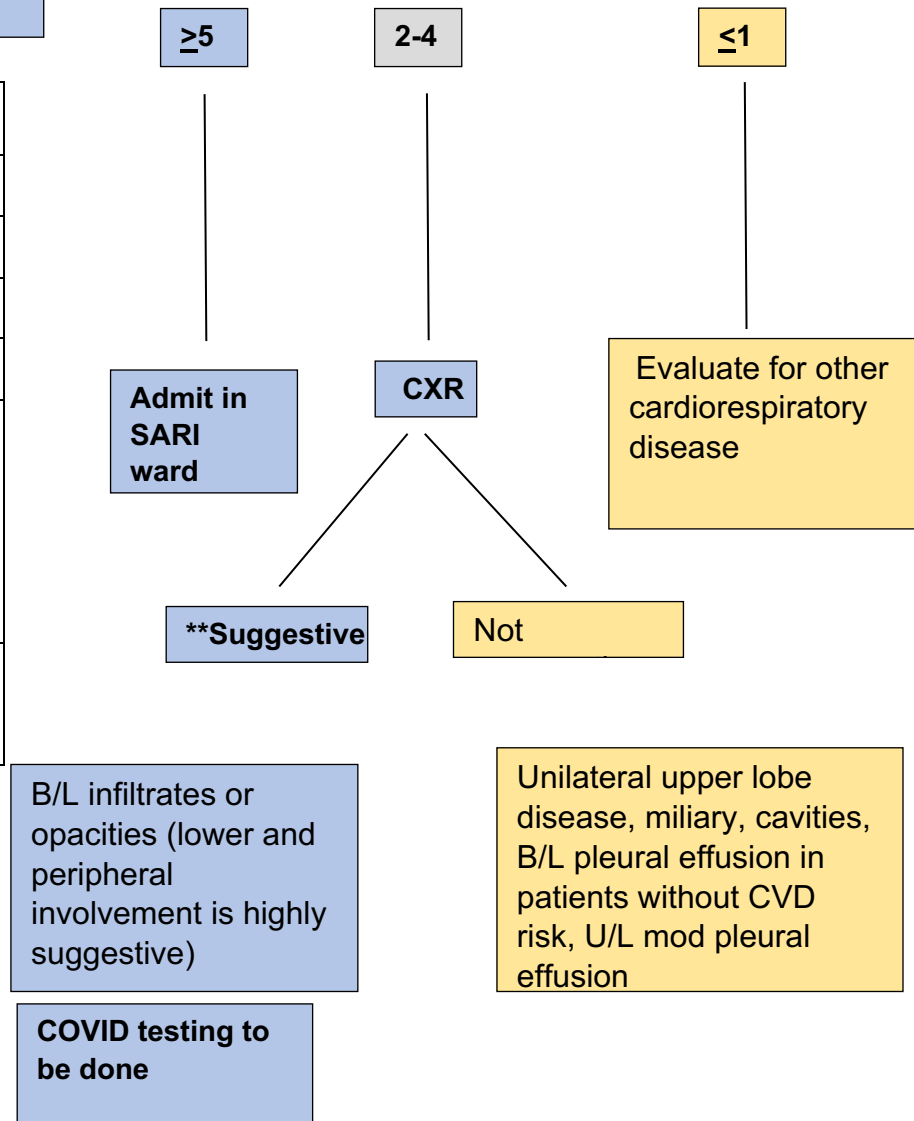 ≥5
2-4
≤1
Admit in
SARI
ward
CXR
Evaluate for other
cardiorespiratory
disease
**Suggestive
Not
B/L infiltrates or
opacities (lower and
peripheral
involvement is highly
suggestive)
Unilateral upper lobe
disease, miliary, cavities,
B/L pleural effusion in
patients without CVD
risk, U/L mod pleural
effusion
COVID testing to
be done